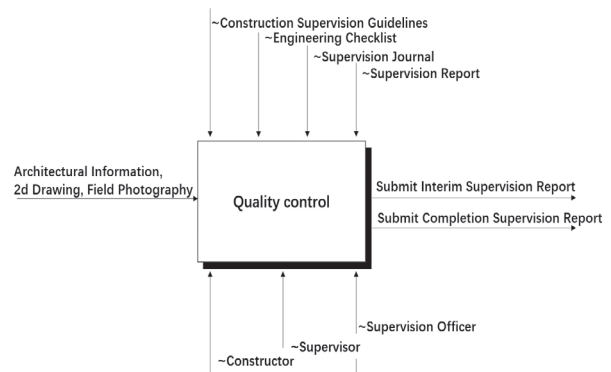 ~Construction Supervision Guidelines
~Engineering Checklist
~Supervision Journal
~Supervision Report
Architectural Information,
2d Drawing, Field Photography
Quality control
Submit Interim Supervision Report
Submit Completion Supervision Report
~Supervision Officer
~Supervisor
~Constructor